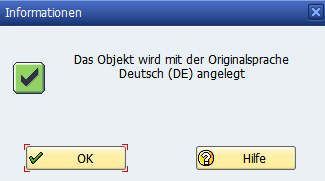 Informationen
Das Objekt wird mit der Originalsprache
Deutsch (DE) angelegt
OK
Hilfe